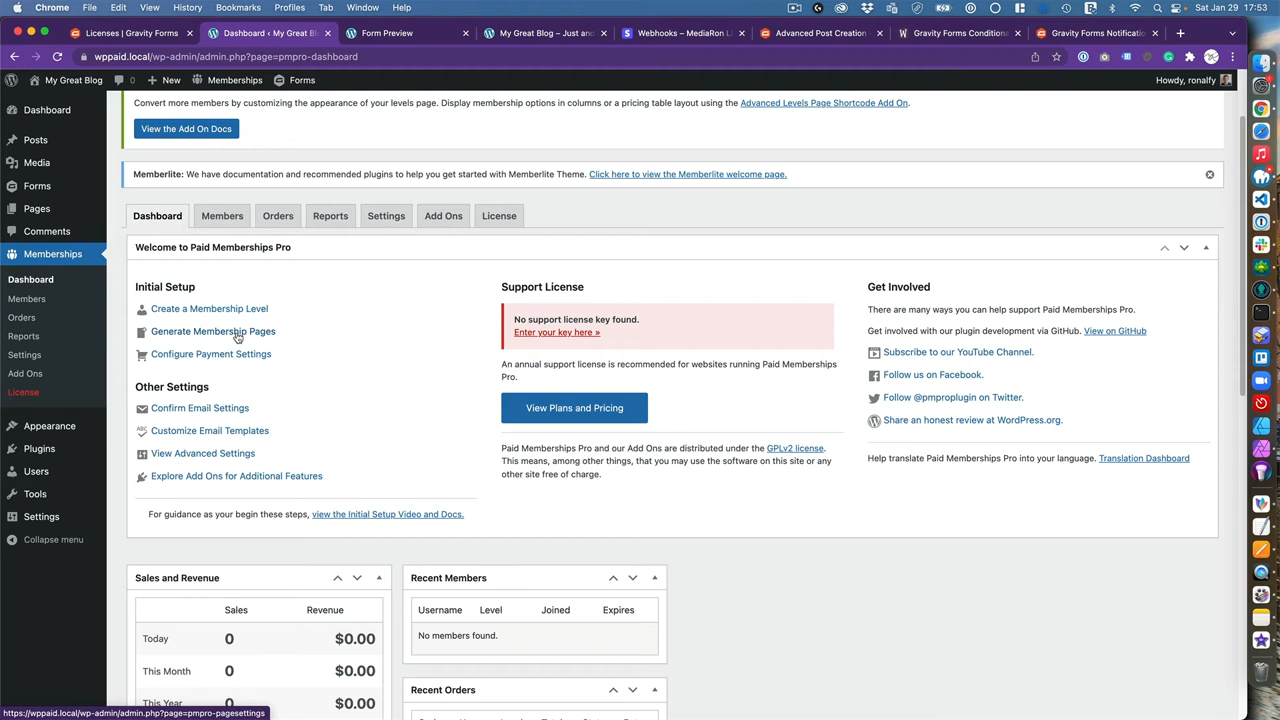 Chrome File Edit View History Bookmarks Profiles Tab Window Help Sat Jan 29 17:53
Licenses | Gravity Forms
Dashboard < My Great Blog
Form Preview
My Great Blog – Just an
Webhooks – MediaRon LL
Advanced Post Creation
Gravity Forms Conditiona
Gravity Forms Notificatio
wppaid.local/wp-admin/admin.php?page=pmpro-dashboard
My Great Blog 0 New Memberships Forms Howdy, ronalfy
Dashboard
Posts
Media
Forms
Pages
Comments
Memberships
Dashboard
Members
Orders
Reports
Settings
Add Ons
License
Appearance
Plugins
Users
Tools
Settings
Collapse menu
Convert more members by customizing the appearance of your levels page. Display membership options in columns or a pricing table layout using the Advanced Levels Page Shortcode Add On.
View the Add On Docs
Memberlite: We have documentation and recommended plugins to help you get started with Memberlite Theme. Click here to view the Memberlite welcome page.
Dashboard Members Orders Reports Settings Add Ons License
Welcome to Paid Memberships Pro
Initial Setup
Create a Membership Level
Generate Membership Pages
Configure Payment Settings
Other Settings
Confirm Email Settings
Customize Email Templates
View Advanced Settings
Explore Add Ons for Additional Features
For guidance as your begin these steps, view the Initial Setup Video and Docs.
Support License
No support license key found.
Enter your key here »
An annual support license is recommended for websites running Paid Memberships
Pro.
View Plans and Pricing
Paid Memberships Pro and our Add Ons are distributed under the GPLv2 license.
This means, among other things, that you may use the software on this site or any
other site free of charge.
Get Involved
There are many ways you can help support Paid Memberships Pro.
Get involved with our plugin development via GitHub. View on GitHub
Subscribe to our YouTube Channel.
Follow us on Facebook.
Follow @pmproplugin on Twitter.
Share an honest review at WordPress.org.
Help translate Paid Memberships Pro into your language. Translation Dashboard
Sales and Revenue
Sales Revenue
Today 0 $0.00
This Month 0 $0.00
This Year 0 $0.00
Recent Members
Username Level Joined Expires
No members found.
Recent Orders
https://wppaid.local/wp-admin/admin.php?page=pmpro-pagesettings